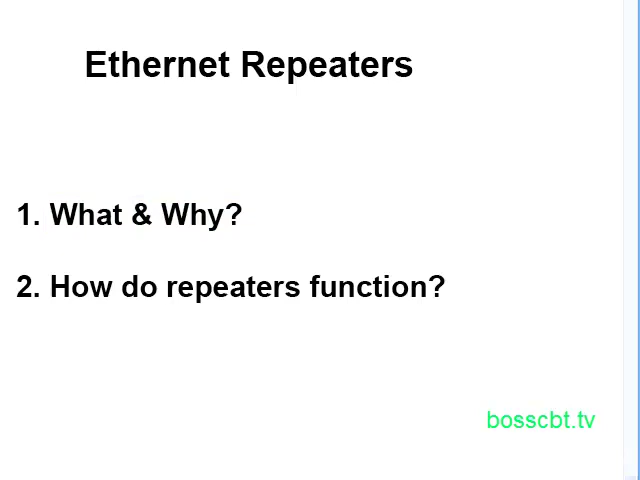 Ethernet Repeaters
1. What & Why?
2. How do repeaters function?
bosscbt.tv